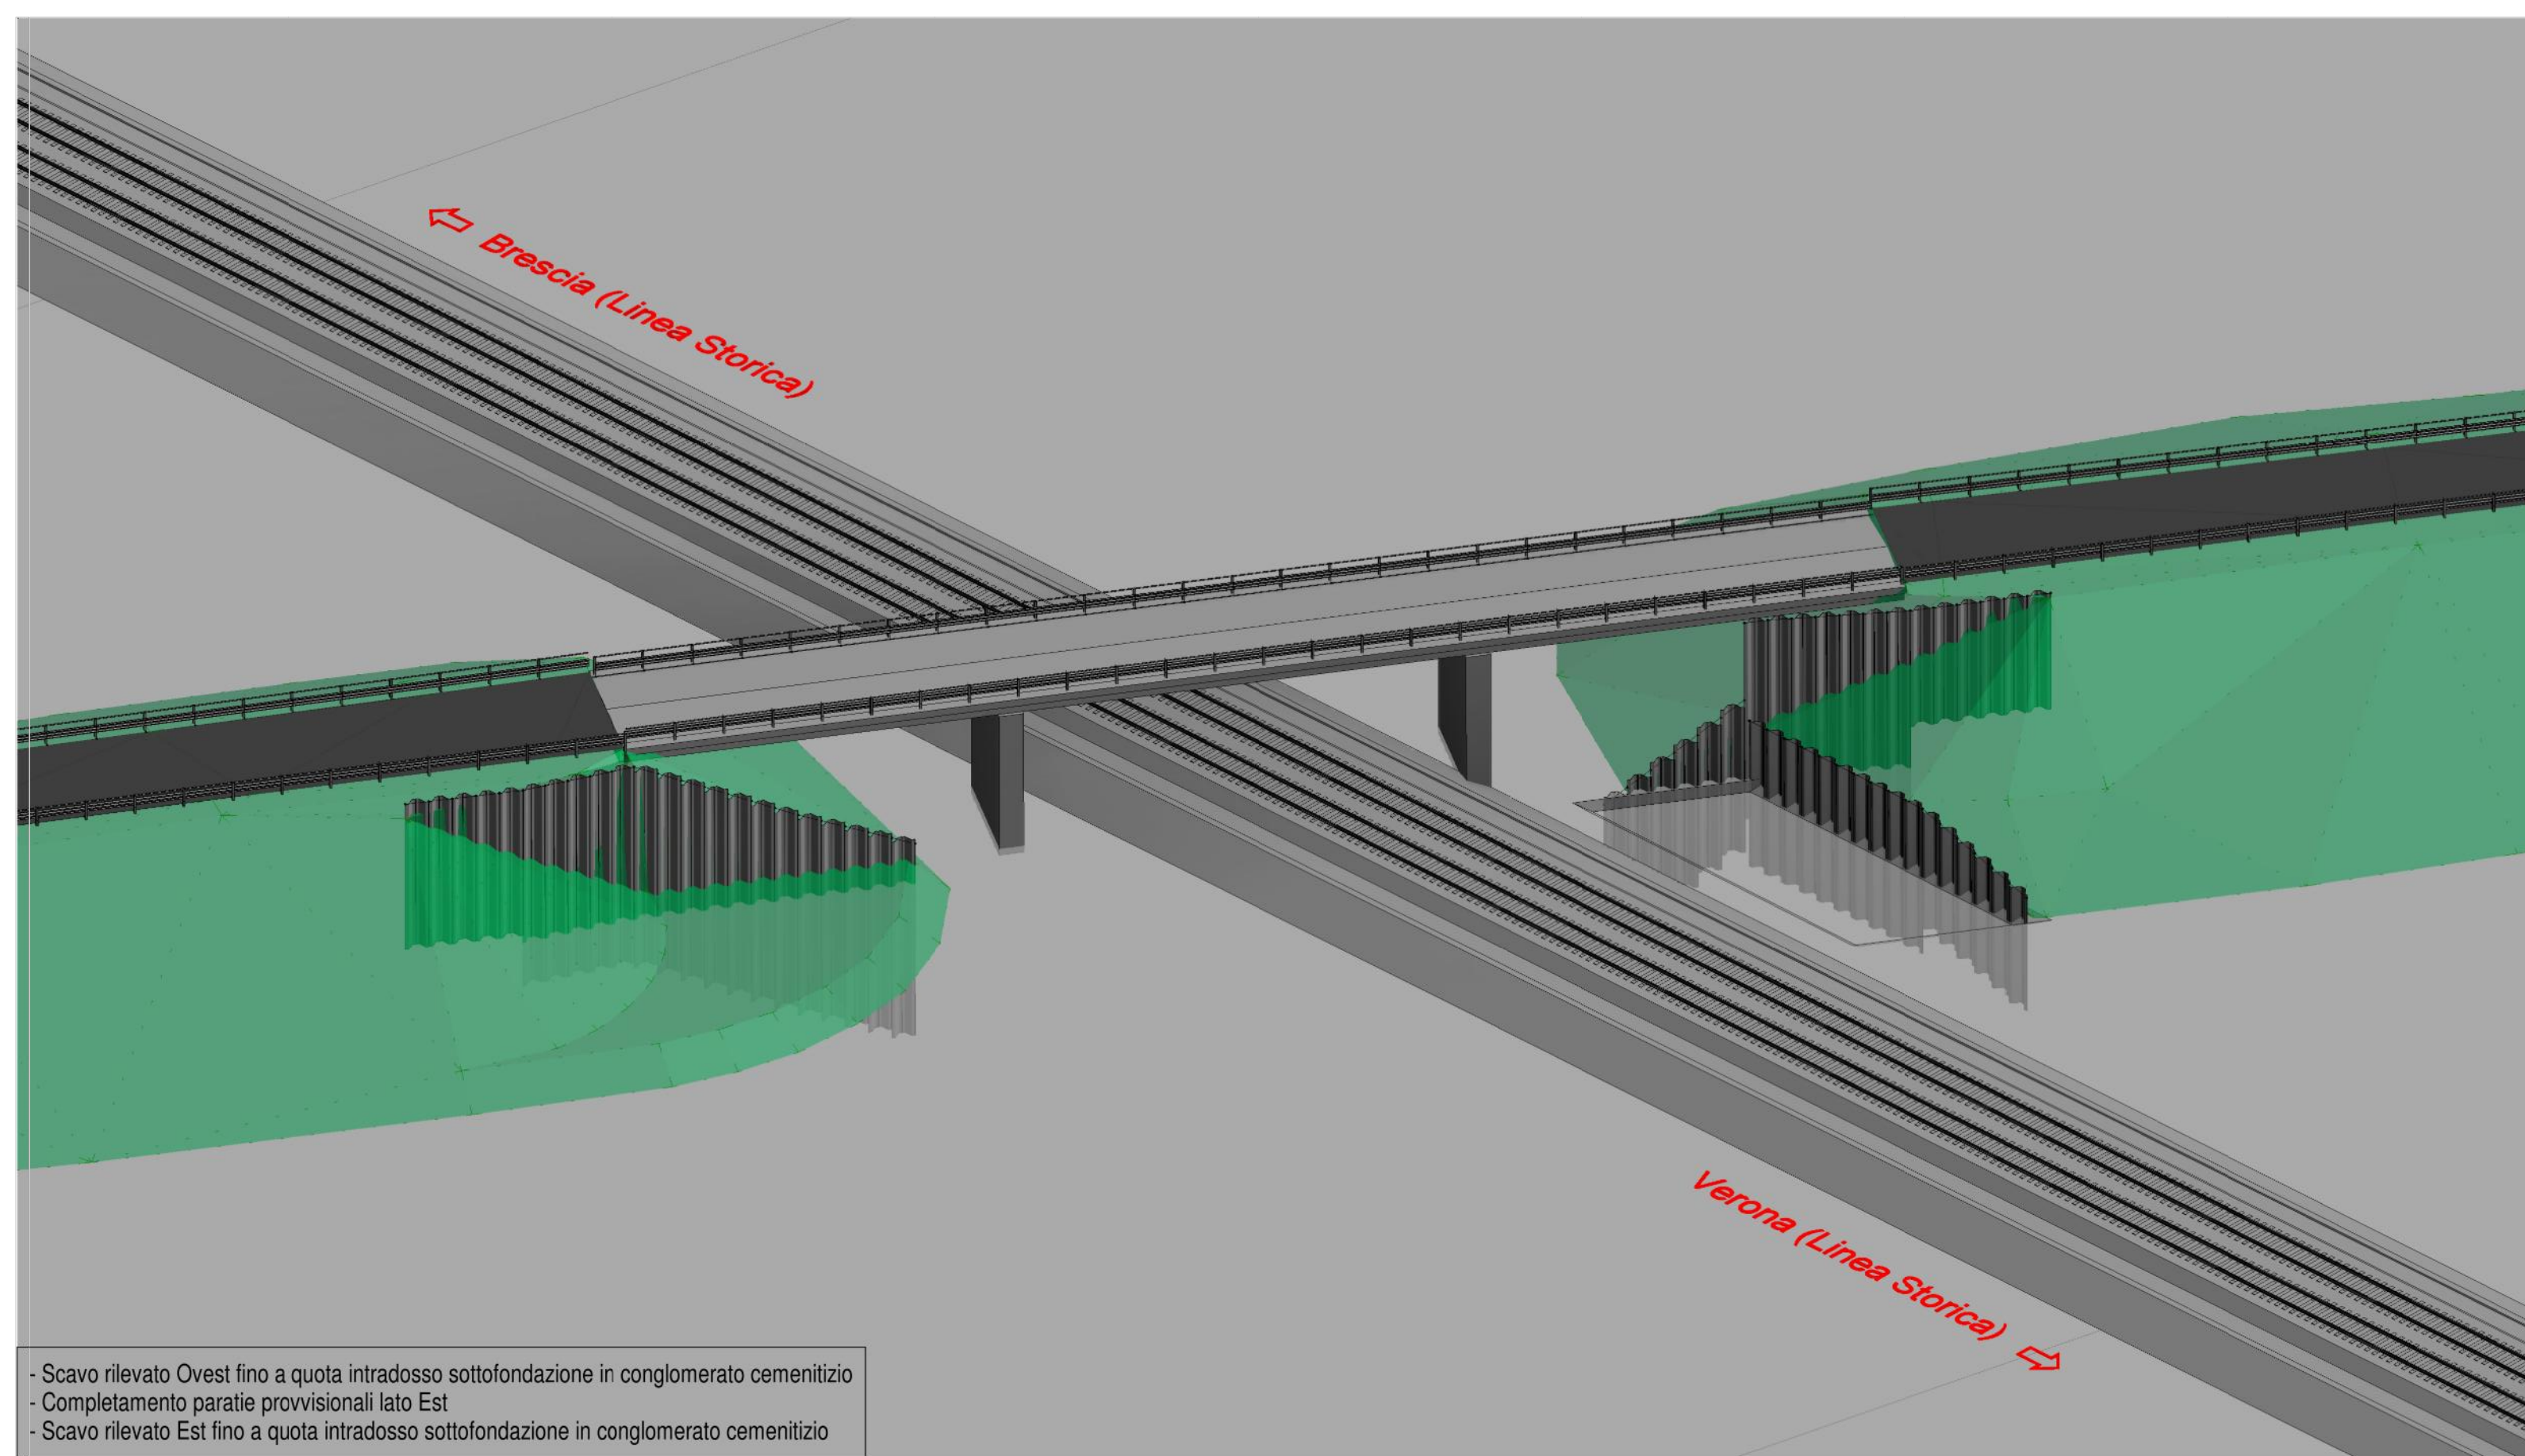 Brescia (Linea Storica)
Verona (Linea Storica)
- Scavo rilevato Ovest fino a quota intradosso sottofondazione in conglomerato cemenitizio
- Completamento paratie provvisionali lato Est
- Scavo rilevato Est fino a quota intradosso sottofondazione in conglomerato cemenitizio